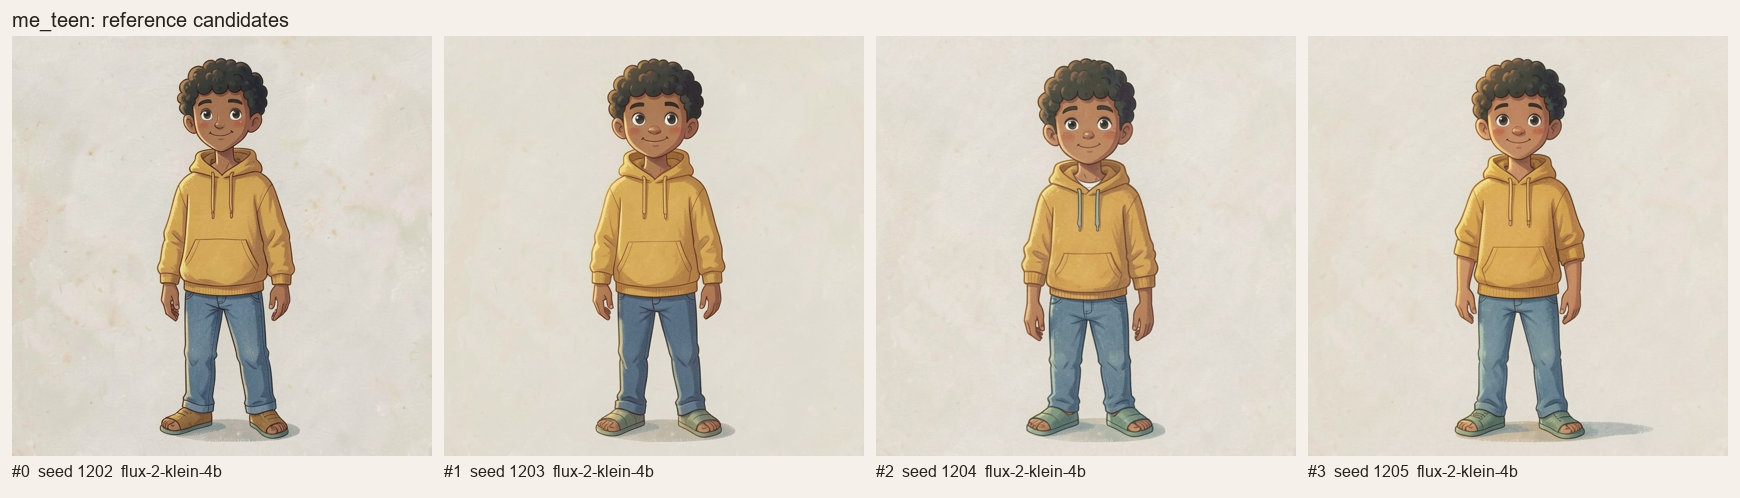 me_teen: reference candidates
#0 seed 1202 flux-2-klein-4b
#1 seed 1203 flux-2-klein-4b
#2 seed 1204 flux-2-klein-4b
#3 seed 1205 flux-2-klein-4b